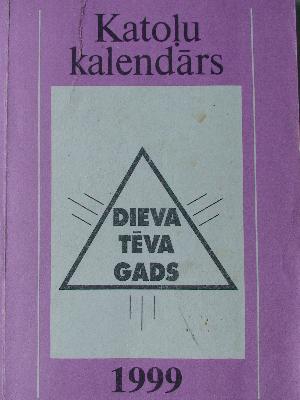 Katoļu
kalendārs
DIEVA
TĒVA
GADS
1999